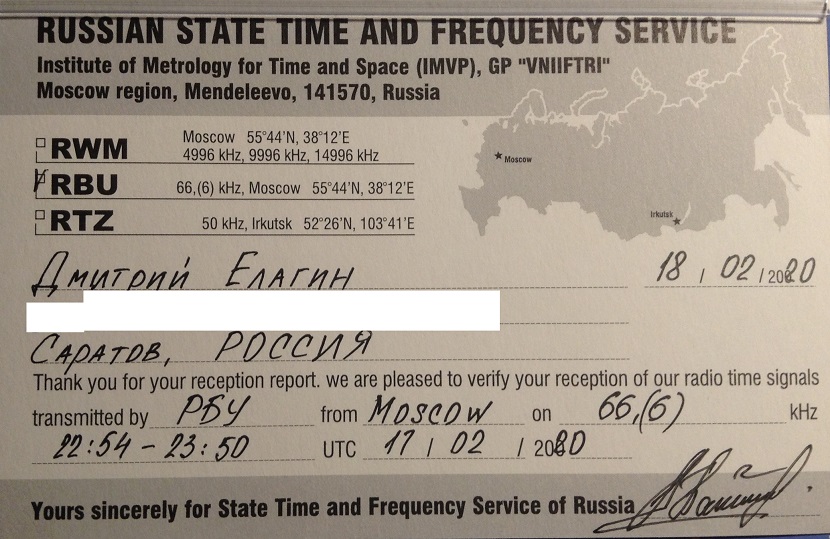 RUSSIAN STATE TIME AND FREQUENCY SERVICE
Institute of Metrology for Time and Space (IMVP), GP "VNIIFTRI"
Moscow region, Mendeleevo, 141570, Russia
RWM Moscow 55°44'N, 38°12'E
4996 kHz, 9996 kHz, 14996 kHz
RBU 66,(6) kHz, Moscow 55°44'N, 38°12'E
RTZ 50 kHz, Irkutsk 52°26'N, 103°41'E
Moscow
Irkutsk
Дмитрий Елагин 18 / 02 / 2020
Саратов, РОССИЯ
Thank you for your reception report. we are pleased to verify your reception of our radio time signals
transmitted by РБУ from Moscow on 66,(6) kHz
22:54 - 23:50 UTC 17 / 02 / 2020
Yours sincerely for State Time and Frequency Service of Russia